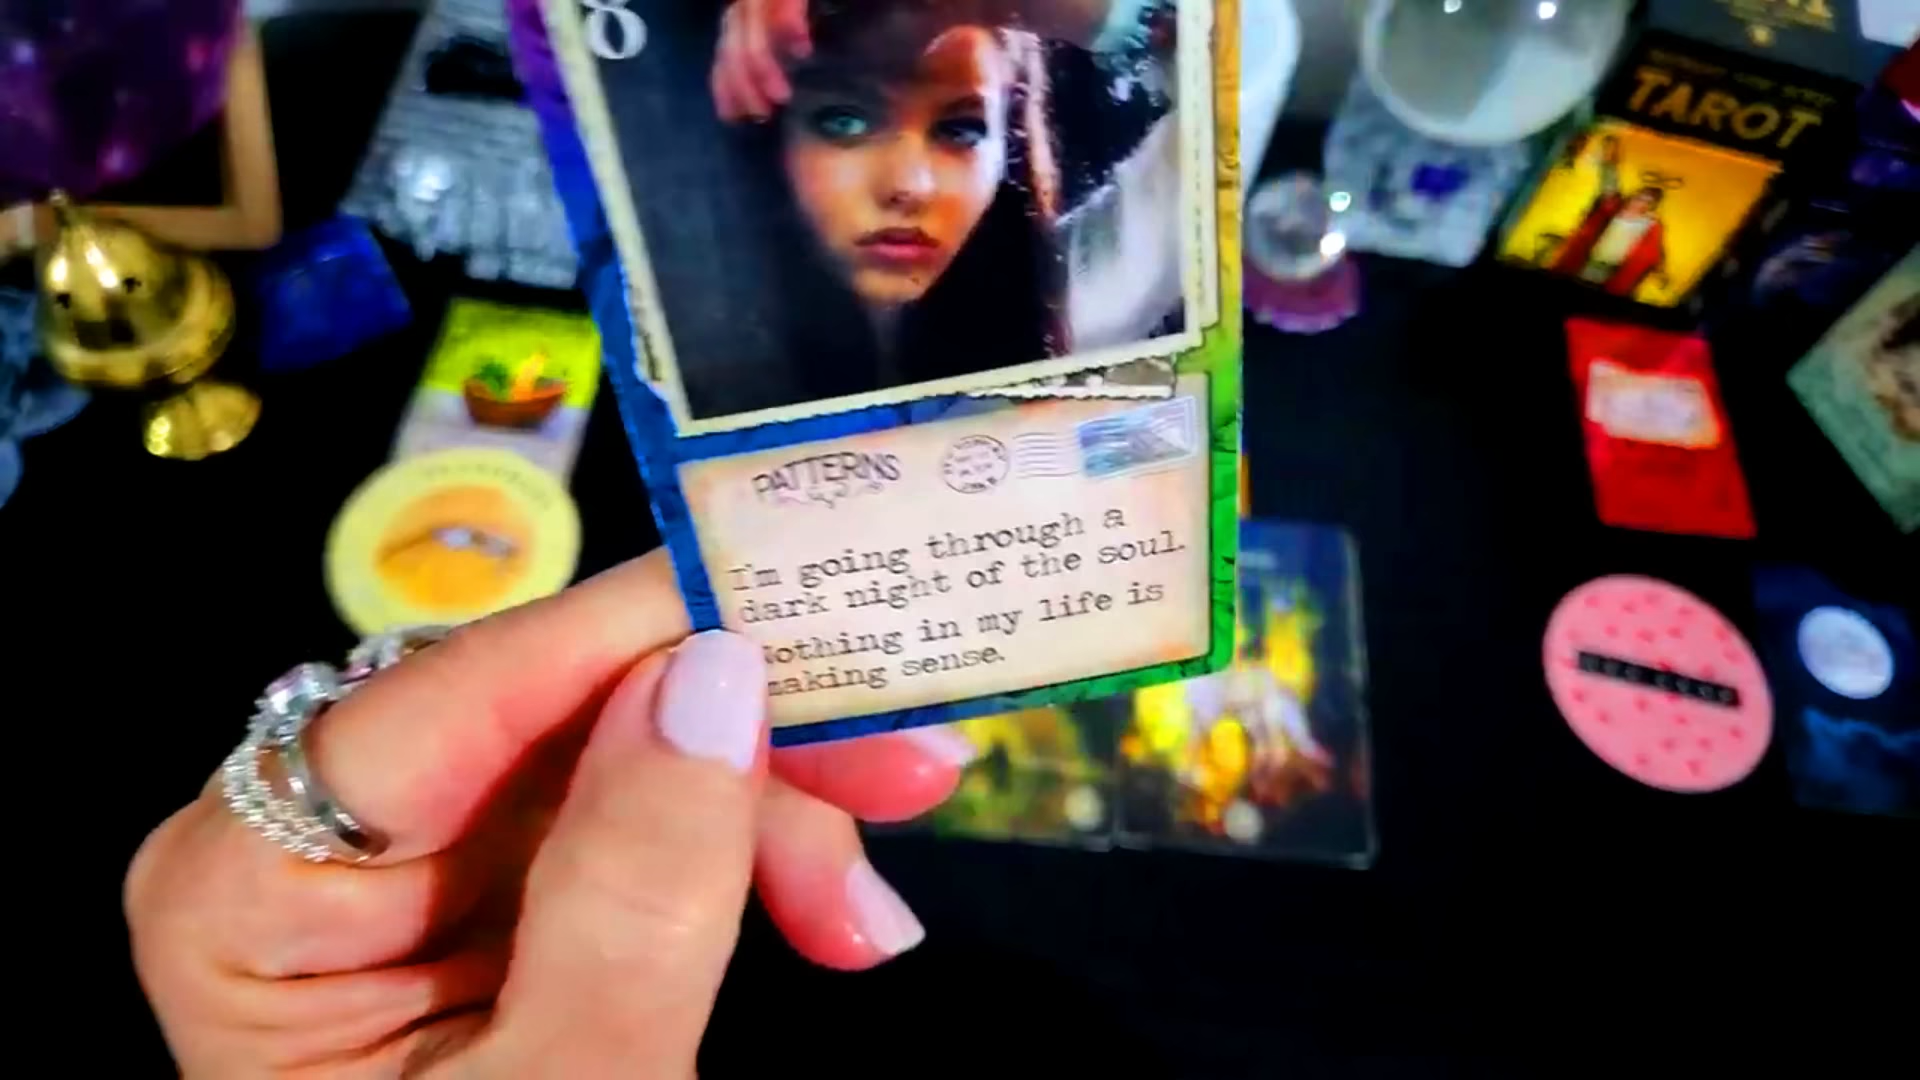 8
TAROT
PATTERNS
I'm going through a
dark night of the soul.
Nothing in my life is
making sense.